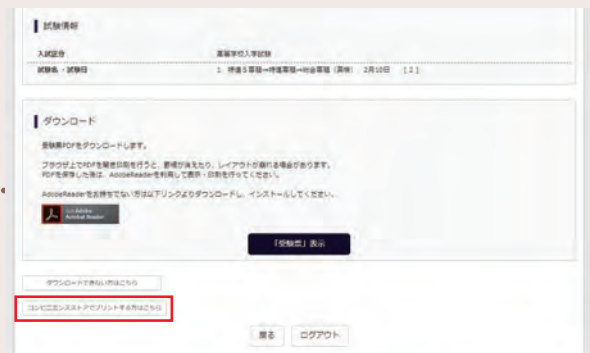 試験情報
入試区分 高等学校入学試験
試験名・試験日 1 特進S専願→特進専願→総合専願（英検） 2月10日 [2]
ダウンロード
受験票PDFをダウンロードします。
ブラウザ上でPDFを開き印刷を行うと、罫線が消えたり、レイアウトが崩れる場合があります。
PDFを保存した後は、AdobeReaderを利用して表示・印刷を行ってください。
AdobeReaderをお持ちでない方は以下リンクよりダウンロードし、インストールしてください。
Adobe
Acrobat Reader
「受験票」表示
ダウンロードできない方はこちら
コンビニエンスストアでプリントする方はこちら
戻る ログアウト